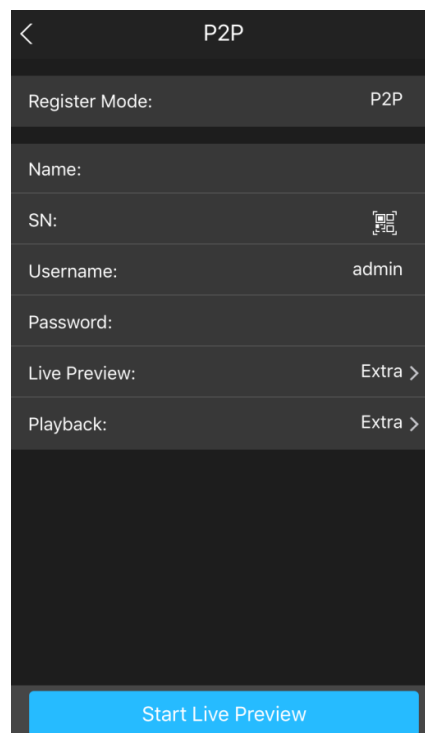 P2P
Register Mode: P2P
Name:
SN:
Username: admin
Password:
Live Preview: Extra
Playback: Extra
Start Live Preview